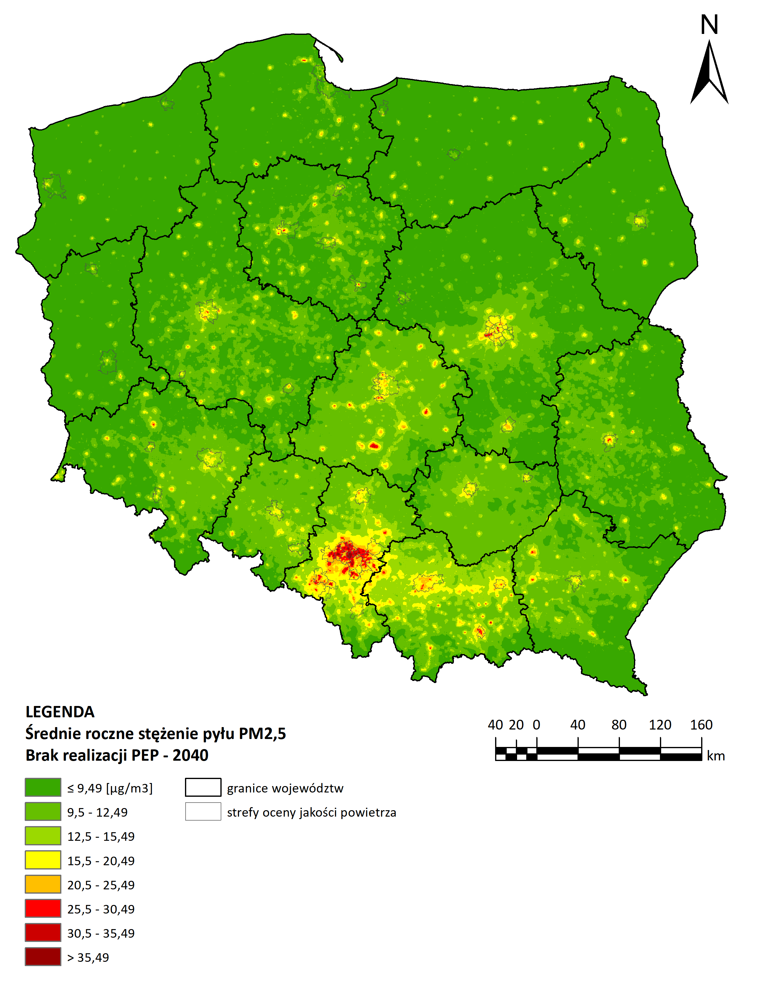 N
LEGENDA
Średnie roczne stężenie pyłu PM2,5
Brak realizacji PEP - 2040
40 20 0 40 80 120 160
km
≤ 9,49 [µg/m3]
granice województw
9,5 - 12,49
strefy oceny jakości powietrza
12,5 - 15,49
15,5 - 20,49
20,5 - 25,49
25,5 - 30,49
30,5 - 35,49
> 35,49